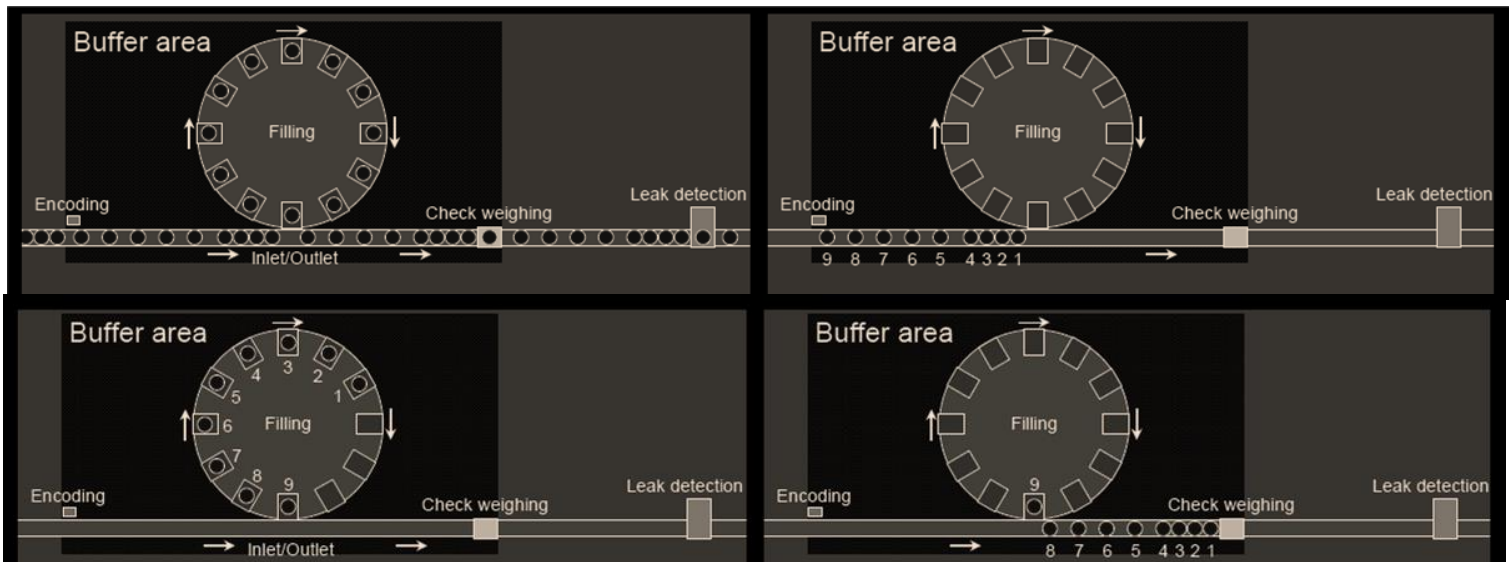 Buffer area
Filling
Encoding
Check weighing
Leak detection
Inlet/Outlet
Buffer area
Filling
Encoding
Check weighing
Leak detection
9 8 7 6 5 4 3 2 1
Buffer area
3
4 2
5 1
6 Filling
7
8 9
Encoding
Check weighing
Leak detection
Inlet/Outlet
Buffer area
Filling
9
Encoding
Check weighing
Leak detection
8 7 6 5 4 3 2 1